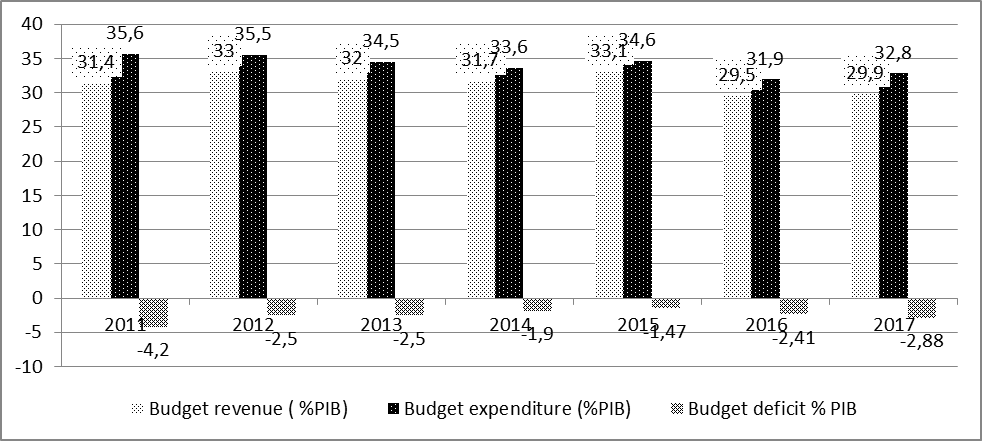 40
35
30
25
20
15
10
5
0
-5
-10
31,4 35,6 33 35,5 32 34,5 31,7 33,6 33,1 34,6 29,5 31,9 29,9 32,8
2011 2012 2013 2014 2015 2016 2017
-4,2 -2,5 -2,5 -1,9 -1,47 -2,41 -2,88
Budget revenue ( %PIB) Budget expenditure (%PIB) Budget deficit % PIB